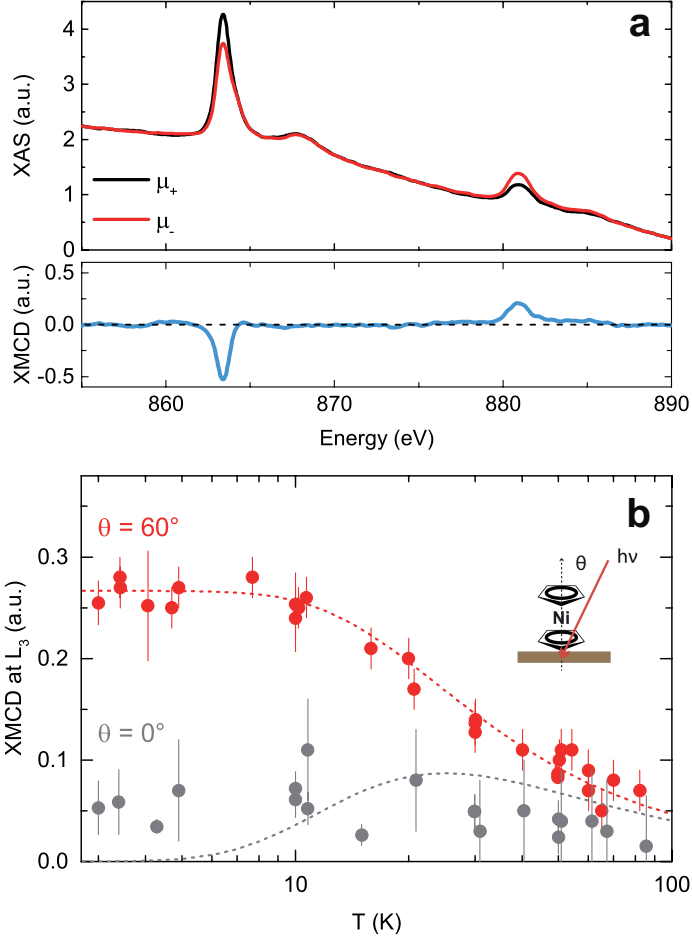 a
XAS (a.u.)
4
3
2
1
0
μ+
μ-
XMCD (a.u.)
0.5
0.0
-0.5
860 870 880 890
Energy (eV)
b
θ = 60°
θ hν
Ni
XMCD at L3 (a.u.)
0.3
0.2
0.1
0.0
θ = 0°
10 100
T (K)